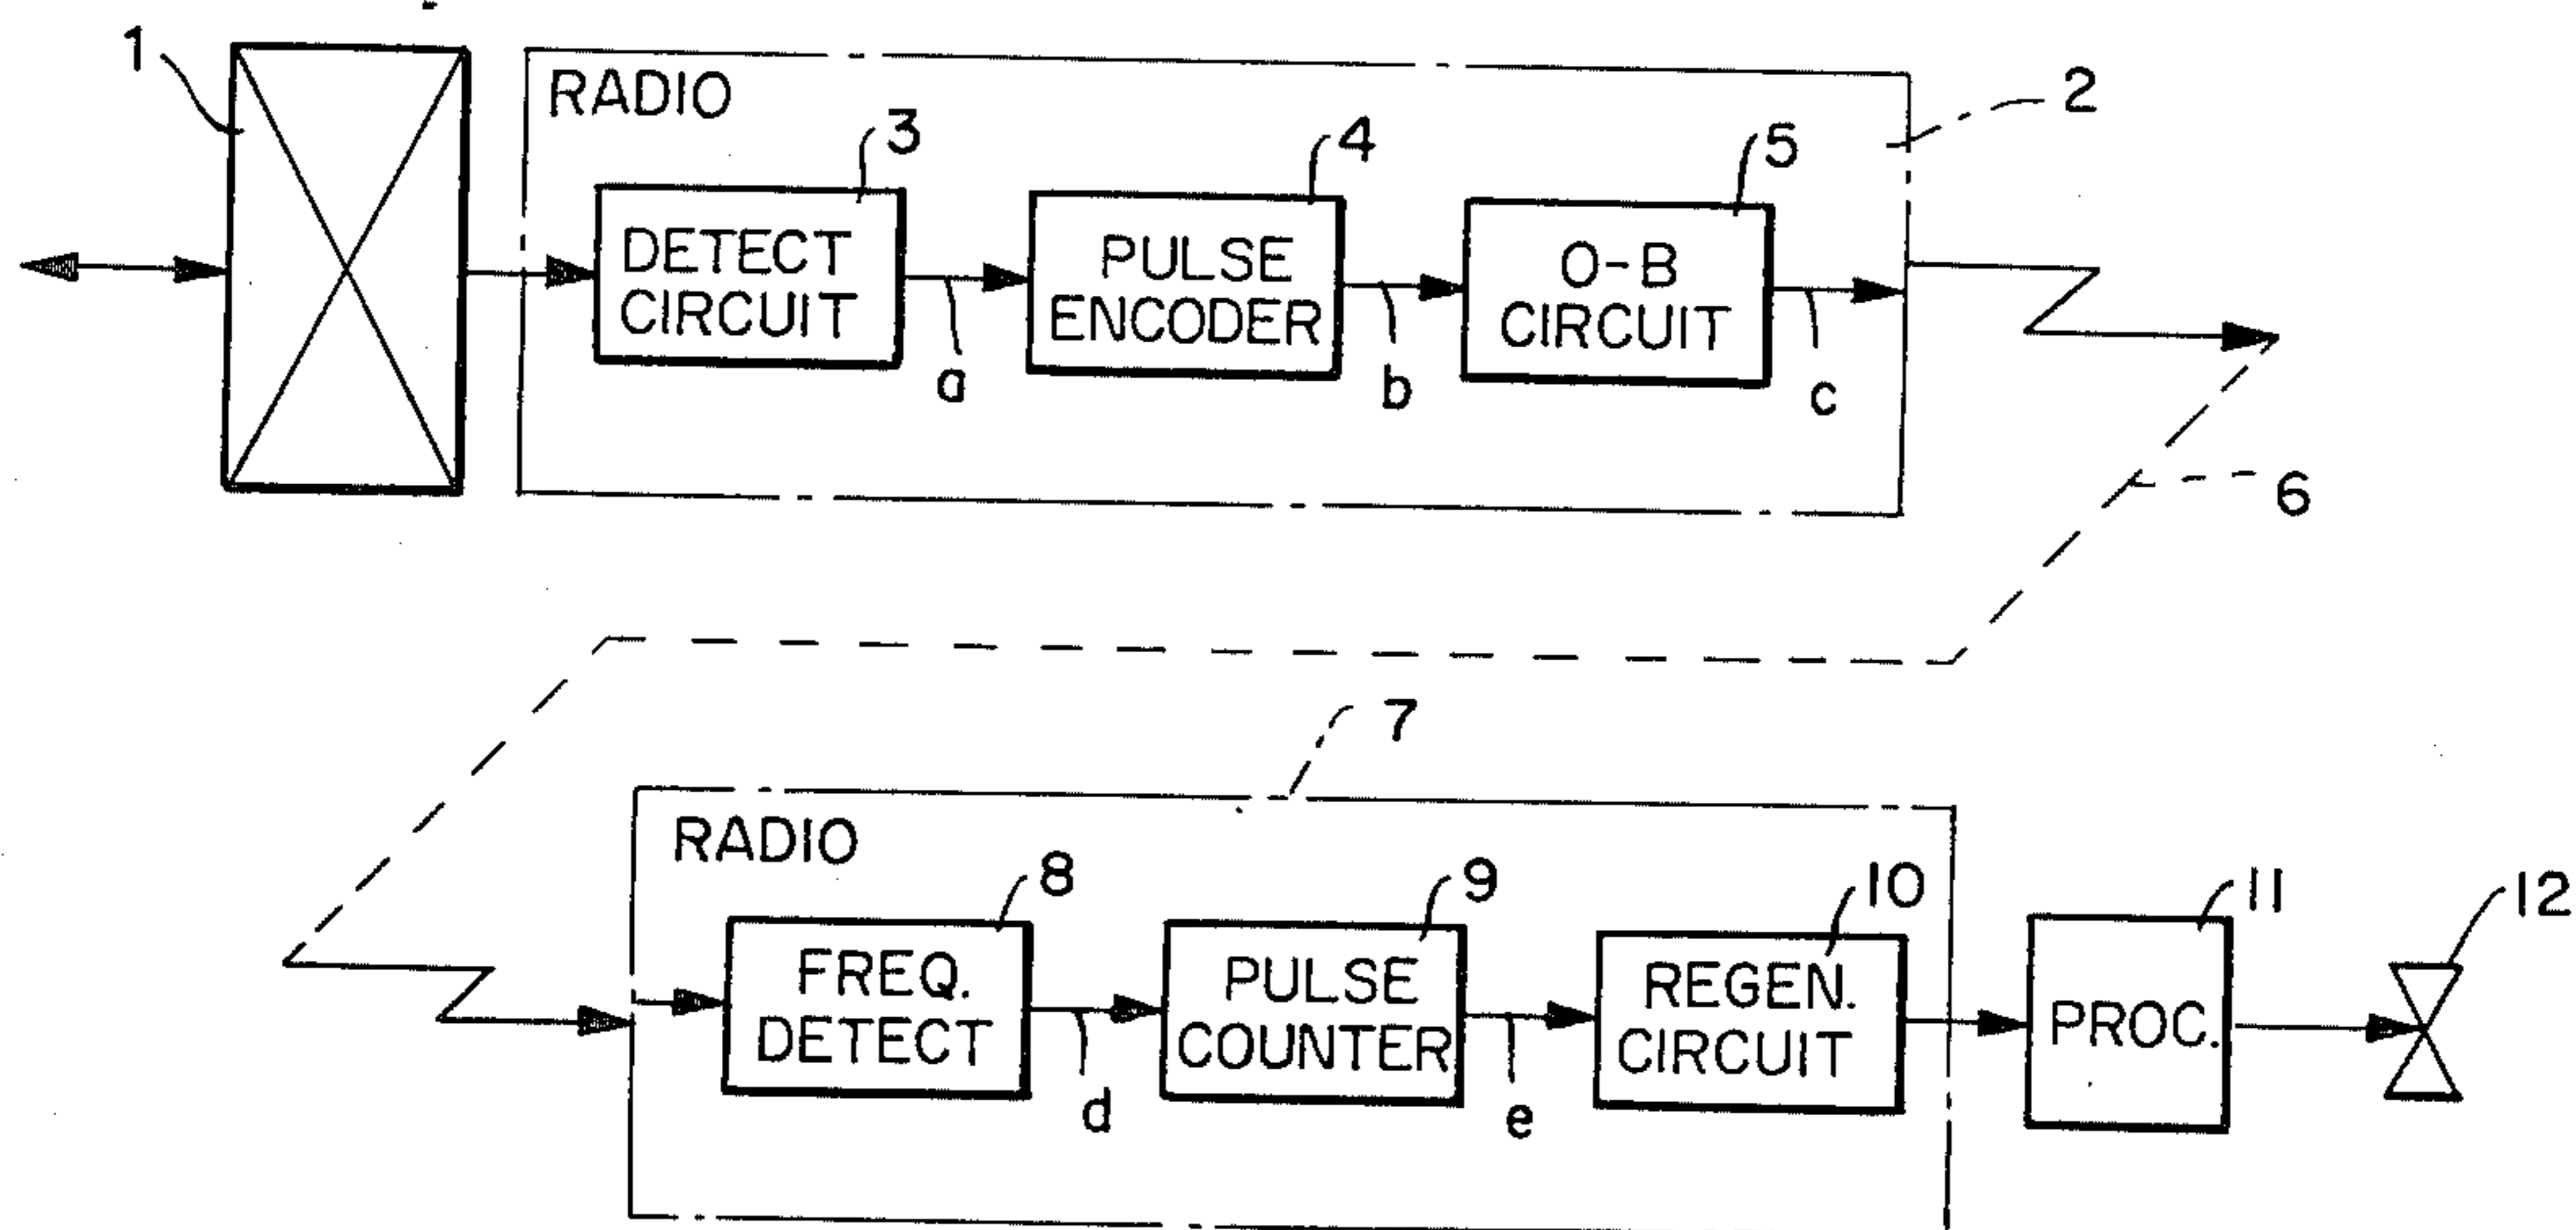 1
RADIO
2
3
4
5
DETECT
CIRCUIT
PULSE
ENCODER
O-B
CIRCUIT
a
b
c
6
7
RADIO
8
9
10
11
12
FREQ.
DETECT
PULSE
COUNTER
REGEN.
CIRCUIT
PROC.
d
e